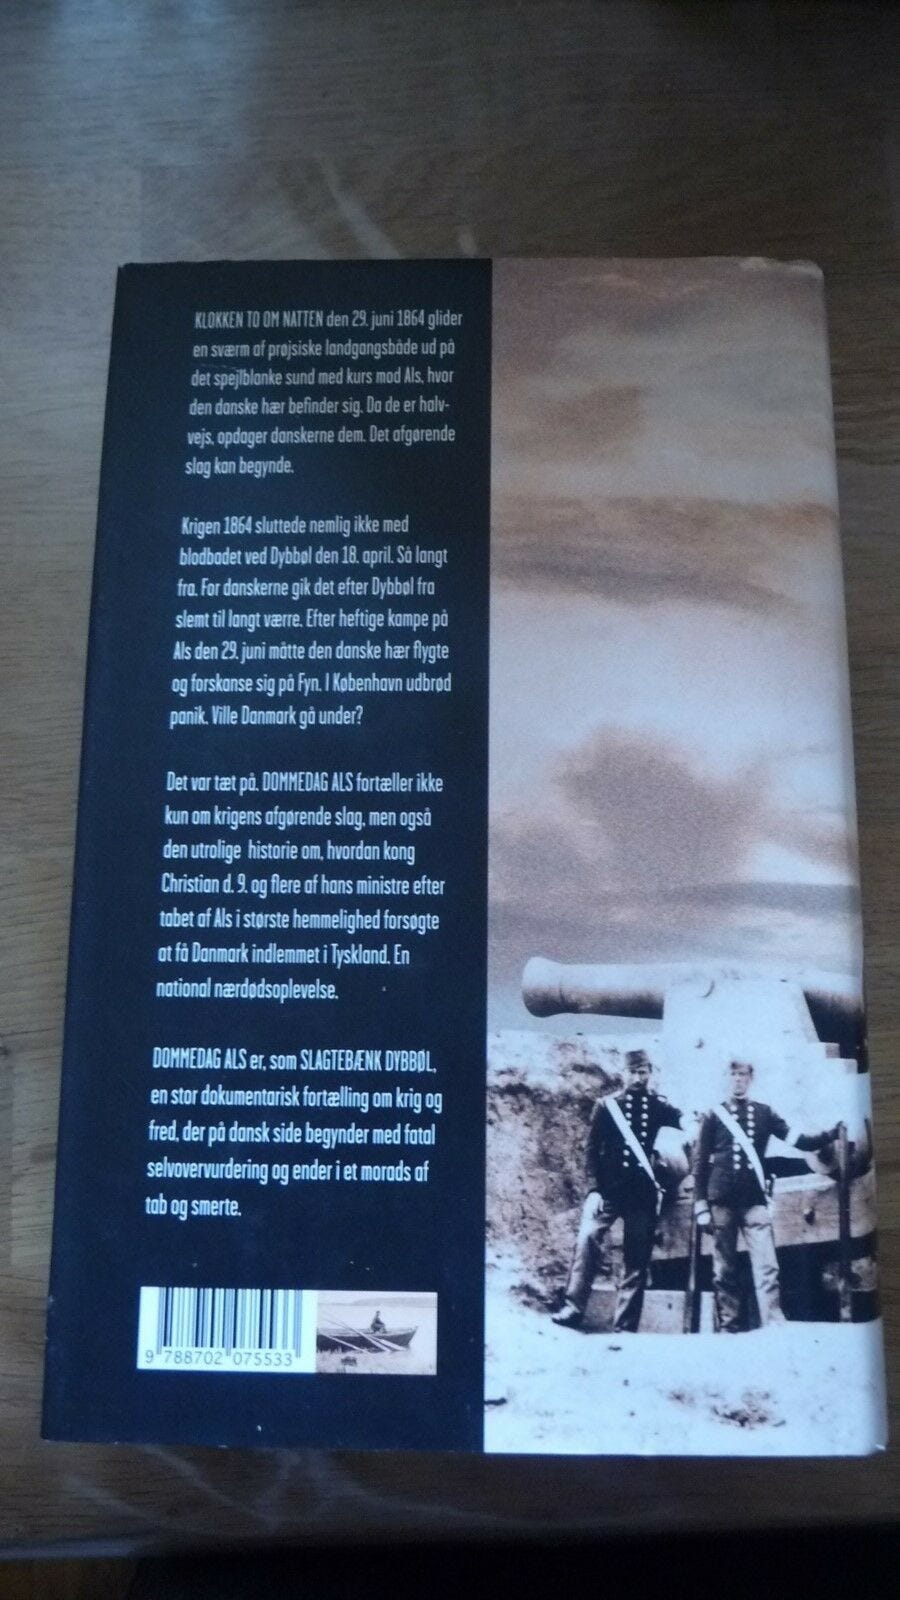 KLOKKEN TO OM NATTEN den 29. juni 1864 glider
en sværm af prøjsiske landgangsbåde ud på
det spejlblanke sund med kurs mod Als, hvor
den danske hær befinder sig. Da de er halv-
vejs, opdager danskerne dem. Det afgørende
slag kan begynde.
Krigen 1864 sluttede nemlig ikke med
blodbadet ved Dybbøl den 18. april. Så langt
fra. For danskerne gik det efter Dybbøl fra
slemt til langt værre. Efter heftige kampe på
Als den 29. juni måtte den danske hær flygte
og forskanse sig på Fyn. I København udbrød
panik. Ville Danmark gå under?
Det var tæt på. DOMMEDAG ALS fortæller ikke
kun om krigens afgørende slag, men også
den utrolige historie om, hvordan kong
Christian d. 9. og flere af hans ministre efter
tabet af Als i største hemmelighed forsøgte
at få Danmark indlemmet i Tyskland. En
national nærdødsoplevelse.
DOMMEDAG ALS er, som SLAGTEBÆNK DYBBØL,
en stor dokumentarisk fortælling om krig og
fred, der på dansk side begynder med fatal
selvovervurdering og ender i et morads af
tab og smerte.
9 788702 075533